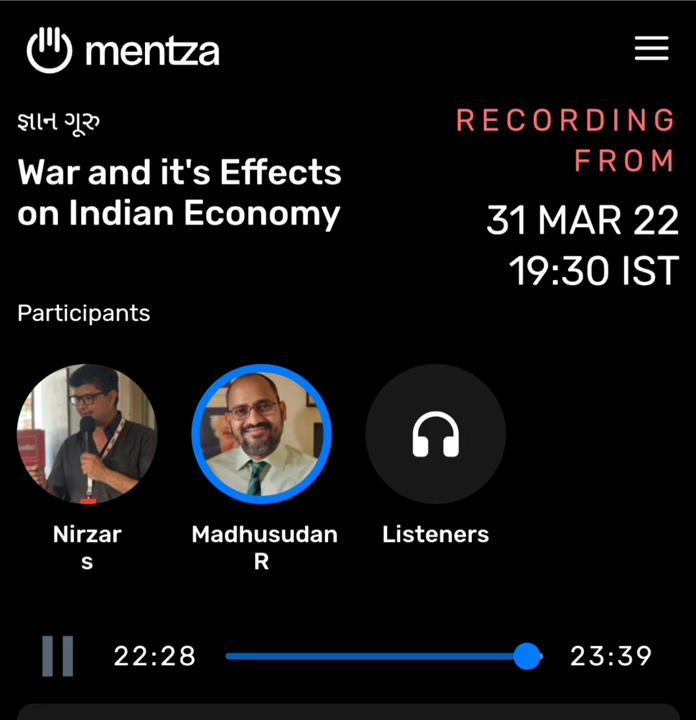 mentza
જ્ઞાન ગૂરુ
War and it's Effects
on Indian Economy
RECORDING
FROM
31 MAR 22
19:30 IST
Participants
Nirzar
s
Madhusudan
R
Listeners
22:28
23:39